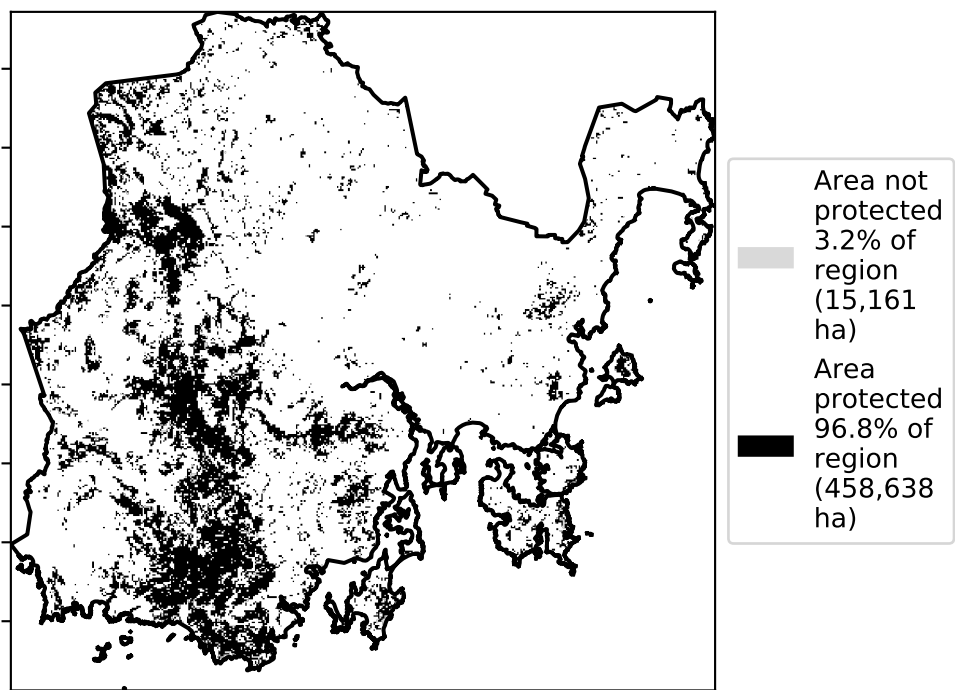 Area not
protected
3.2% of
region
(15,161
ha)
Area
protected
96.8% of
region
(458,638
ha)